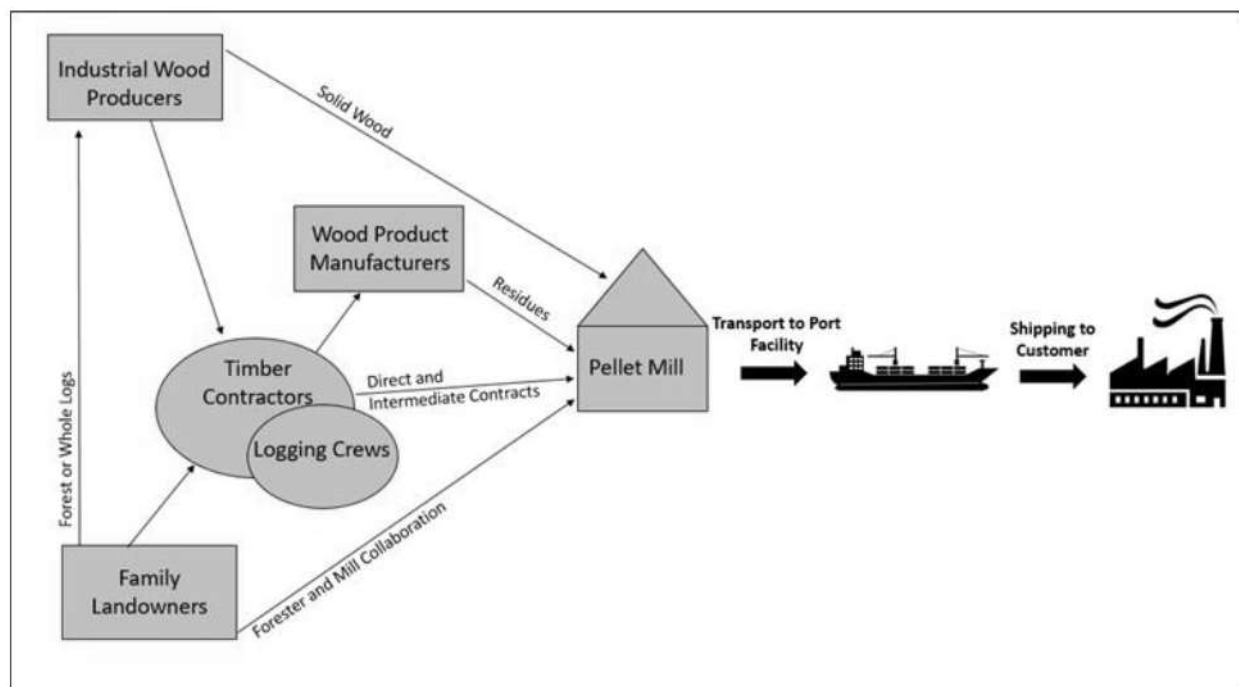 Industrial Wood
Producers
Solid Wood
Wood Product
Manufacturers
Residues
Timber
Contractors
Logging Crews
Direct and
Intermediate Contracts
Pellet Mill
Transport to Port
Facility
Shipping to
Customer
Forest or Whole Logs
Family
Landowners
Forester and Mill Collaboration